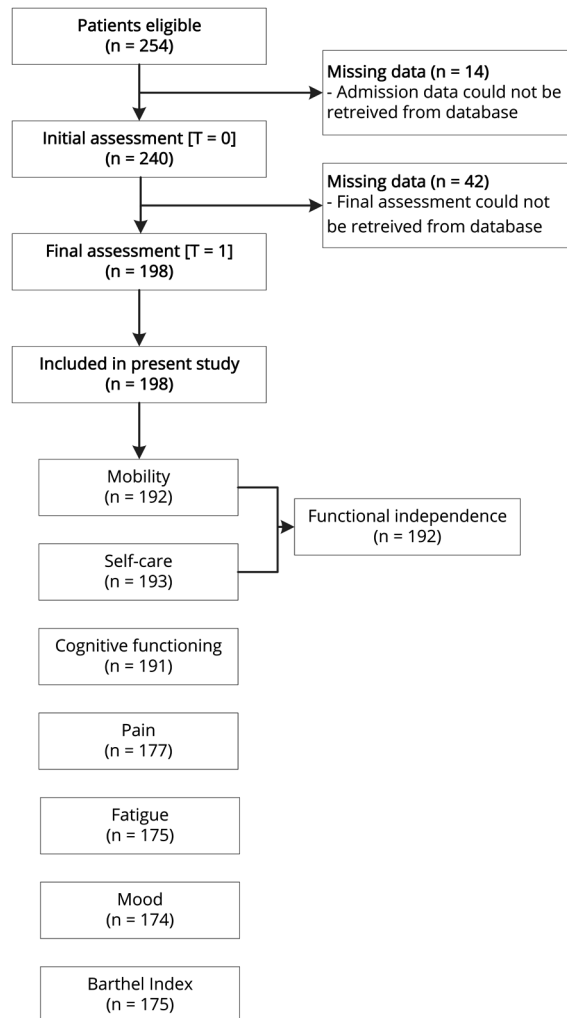 Patients eligible
(n = 254)
Missing data (n = 14)
- Admission data could not be
retreived from database
Initial assessment [T = 0]
(n = 240)
Missing data (n = 42)
- Final assessment could not
be retreived from database
Final assessment [T = 1]
(n = 198)
Included in present study
(n = 198)
Mobility
(n = 192)
Functional independence
(n = 192)
Self-care
(n = 193)
Cognitive functioning
(n = 191)
Pain
(n = 177)
Fatigue
(n = 175)
Mood
(n = 174)
Barthel Index
(n = 175)